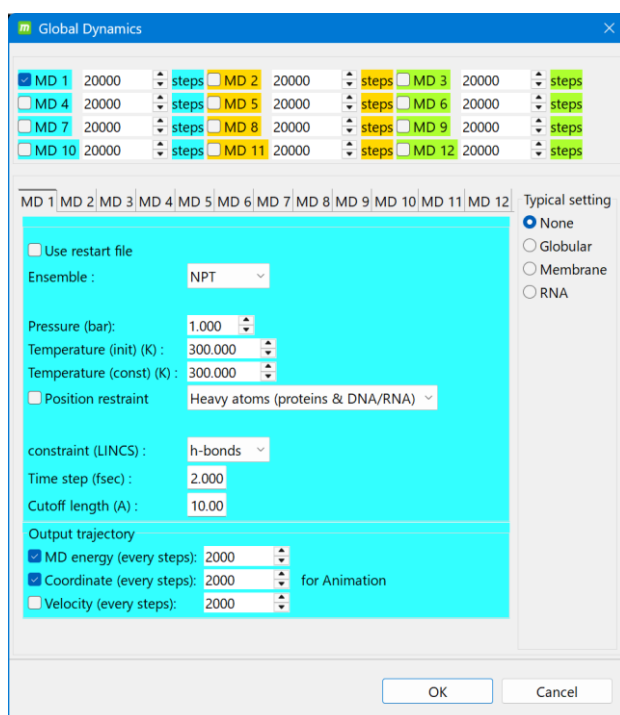 m Global Dynamics
MD 1 20000 steps MD 2 20000 steps MD 3 20000 steps
MD 4 20000 steps MD 5 20000 steps MD 6 20000 steps
MD 7 20000 steps MD 8 20000 steps MD 9 20000 steps
MD 10 20000 steps MD 11 20000 steps MD 12 20000 steps
MD 1 MD 2 MD 3 MD 4 MD 5 MD 6 MD 7 MD 8 MD 9 MD 10 MD 11 MD 12
Use restart file
Ensemble : NPT
Pressure (bar): 1.000
Temperature (init) (K) : 300.000
Temperature (const) (K) : 300.000
Position restraint Heavy atoms (proteins & DNA/RNA)
constraint (LINCS) : h-bonds
Time step (fsec) : 2.000
Cutoff length (A) : 10.00
Output trajectory
MD energy (every steps): 2000
Coordinate (every steps): 2000 for Animation
Velocity (every steps): 2000
Typical setting
None
Globular
Membrane
RNA
OK Cancel